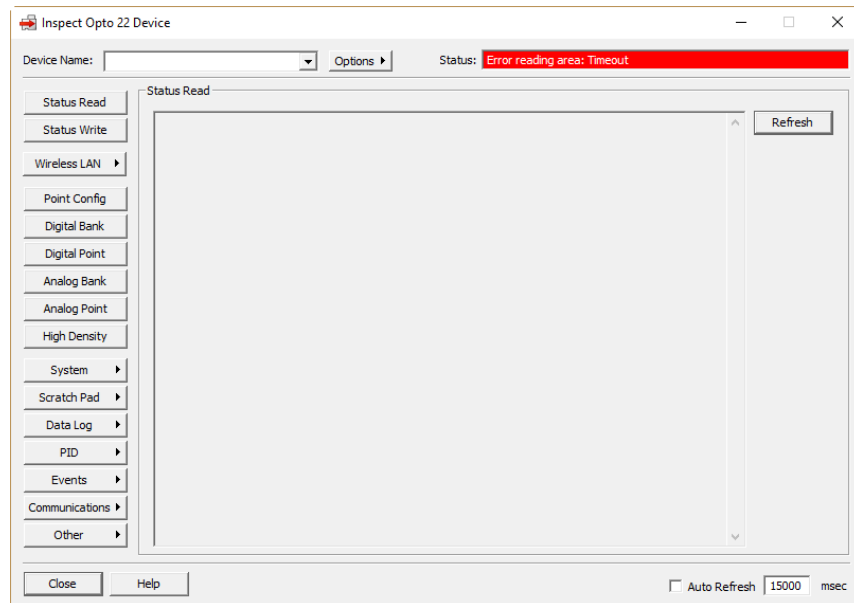 Inspect Opto 22 Device
Device Name: Options Status: Error reading area: Timeout
Status Read
Status Read
Refresh
Status Write
Wireless LAN
Point Config
Digital Bank
Digital Point
Analog Bank
Analog Point
High Density
System
Scratch Pad
Data Log
PID
Events
Communications
Other
Close Help Auto Refresh 15000 msec